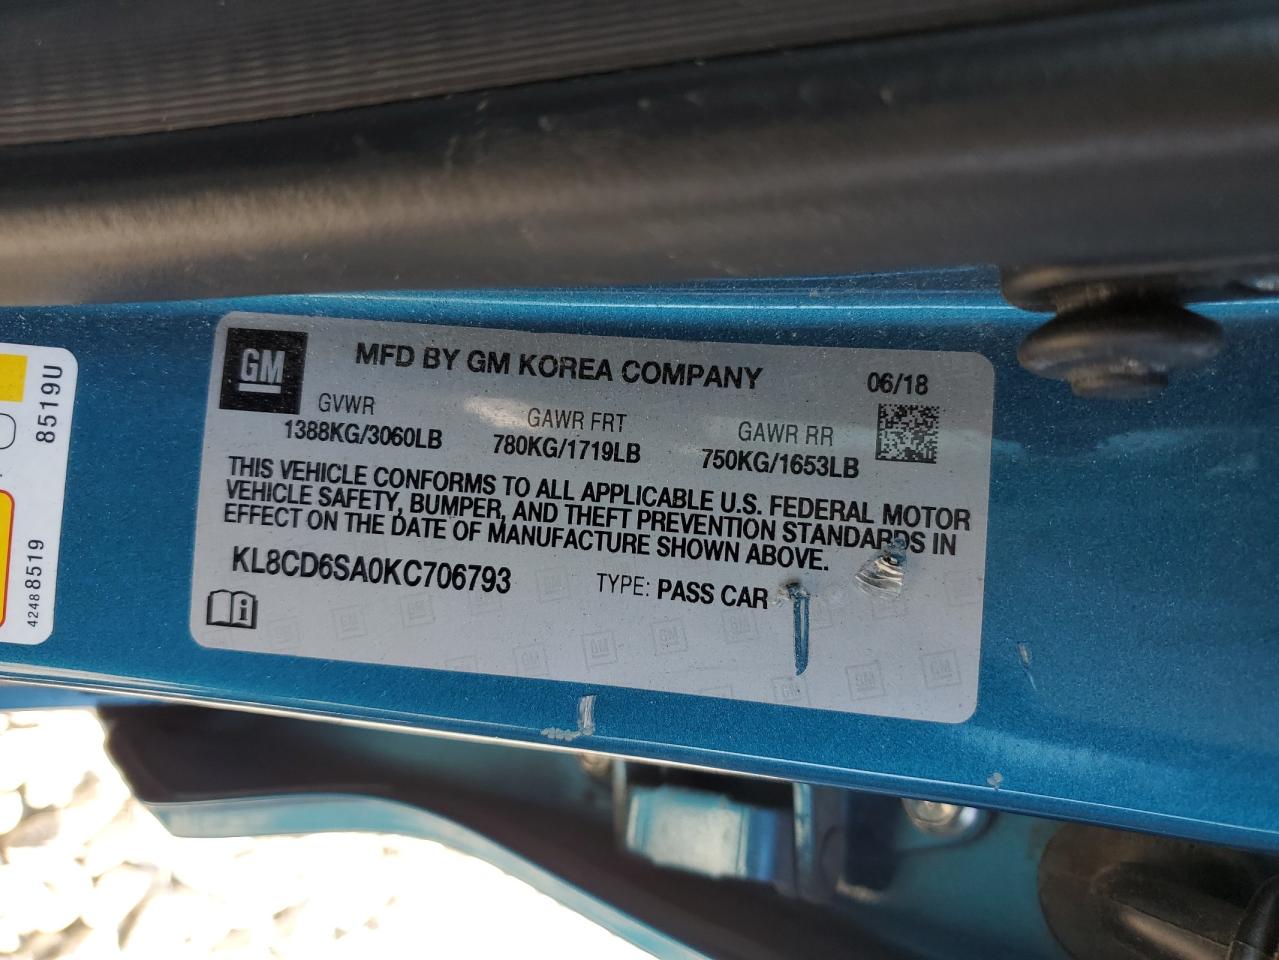 GM
MFD BY GM KOREA COMPANY
06/18
GVWR
GAWR FRT
GAWR RR
1388KG/3060LB
780KG/1719LB
750KG/1653LB
THIS VEHICLE CONFORMS TO ALL APPLICABLE U.S. FEDERAL MOTOR
VEHICLE SAFETY, BUMPER, AND THEFT PREVENTION STANDARDS IN
EFFECT ON THE DATE OF MANUFACTURE SHOWN ABOVE.
KL8CD6SA0KC706793
TYPE: PASS CAR
8519U
42488519